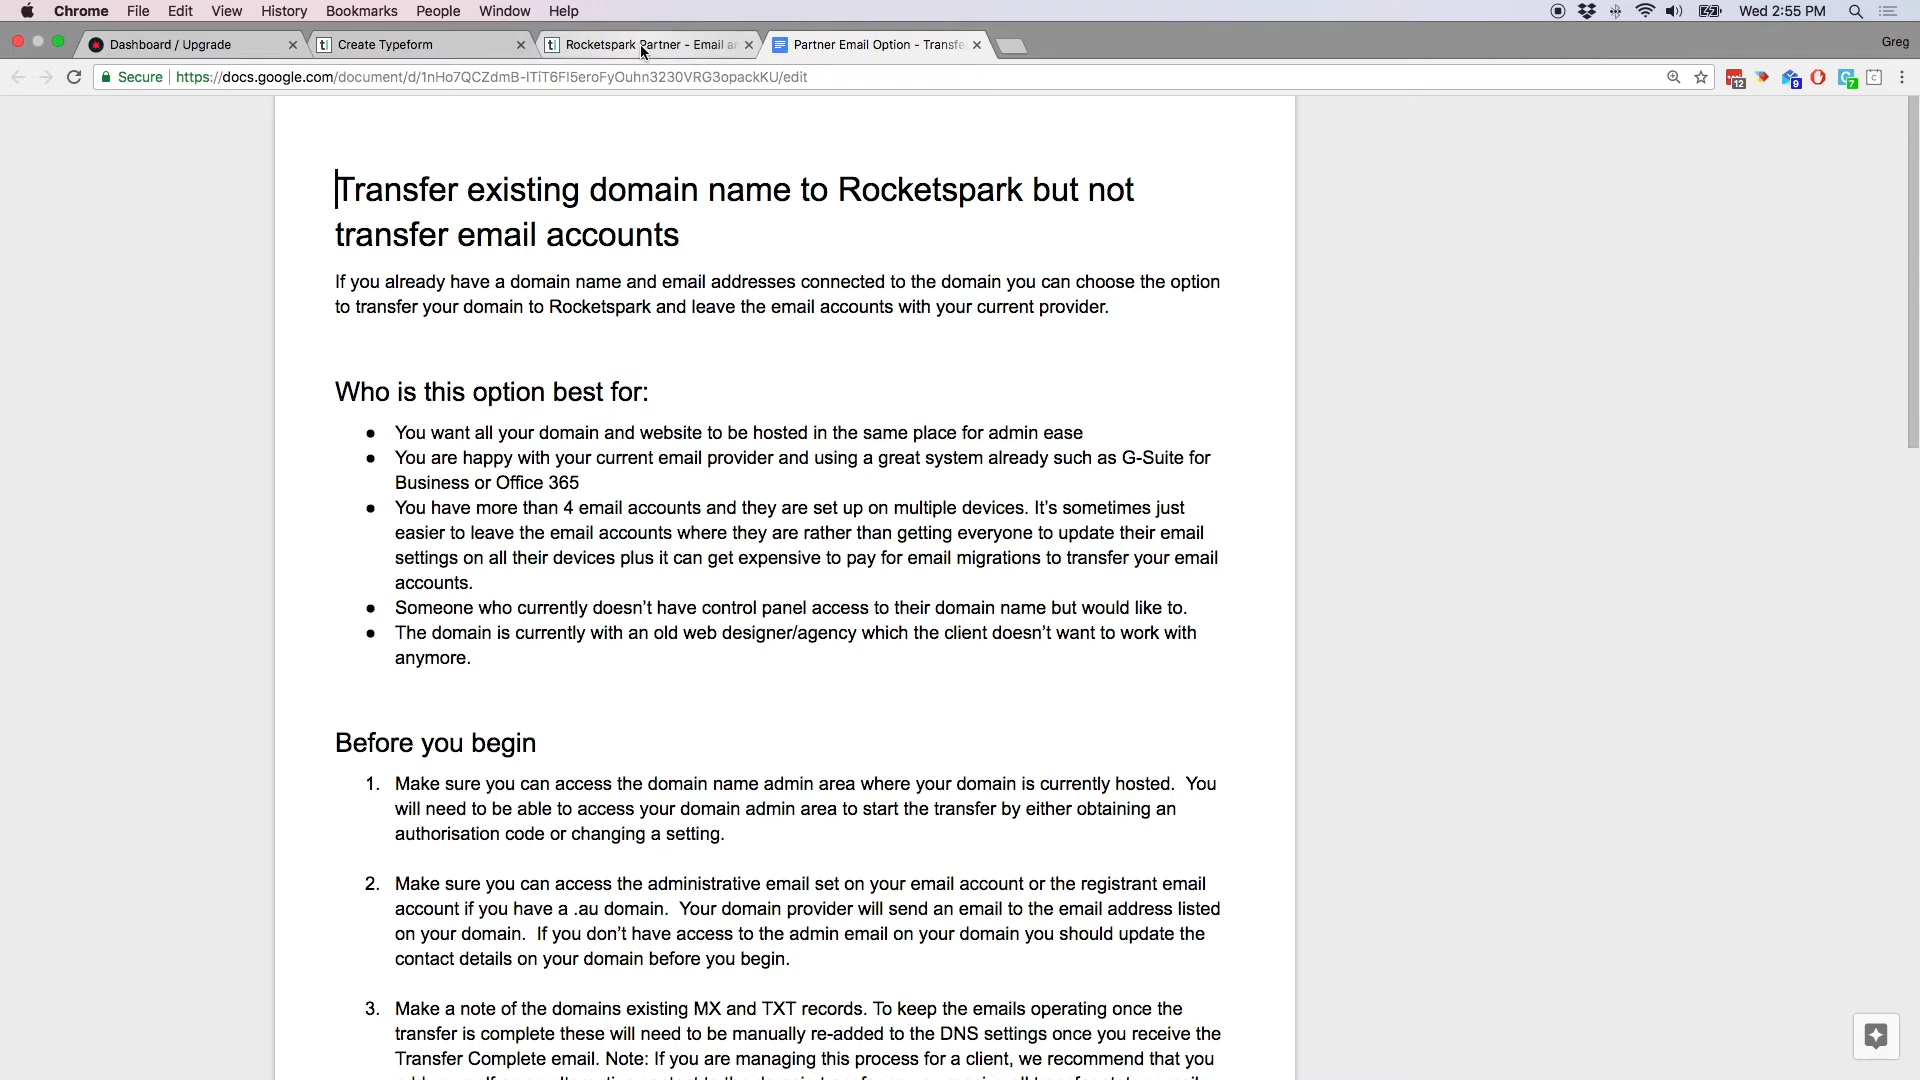 Chrome File Edit View History Bookmarks People Window Help Wed 2:55 PM
Dashboard / Upgrade Create Typeform Rocketspark Partner - Email an Partner Email Option - Transfe Greg
Secure https://docs.google.com/document/d/1nHo7QCZdmB-ITiT6FI5eroFyOuhn3230VRG3opackKU/edit 12 9 7
Transfer existing domain name to Rocketspark but not
transfer email accounts
If you already have a domain name and email addresses connected to the domain you can choose the option
to transfer your domain to Rocketspark and leave the email accounts with your current provider.
Who is this option best for:
● You want all your domain and website to be hosted in the same place for admin ease
● You are happy with your current email provider and using a great system already such as G-Suite for
Business or Office 365
● You have more than 4 email accounts and they are set up on multiple devices. It’s sometimes just
easier to leave the email accounts where they are rather than getting everyone to update their email
settings on all their devices plus it can get expensive to pay for email migrations to transfer your email
accounts.
● Someone who currently doesn’t have control panel access to their domain name but would like to.
● The domain is currently with an old web designer/agency which the client doesn’t want to work with
anymore.
Before you begin
1. Make sure you can access the domain name admin area where your domain is currently hosted. You
will need to be able to access your domain admin area to start the transfer by either obtaining an
authorisation code or changing a setting.
2. Make sure you can access the administrative email set on your email account or the registrant email
account if you have a .au domain. Your domain provider will send an email to the email address listed
on your domain. If you don’t have access to the admin email on your domain you should update the
contact details on your domain before you begin.
3. Make a note of the domains existing MX and TXT records. To keep the emails operating once the
transfer is complete these will need to be manually re-added to the DNS settings once you receive the
Transfer Complete email. Note: If you are managing this process for a client, we recommend that you